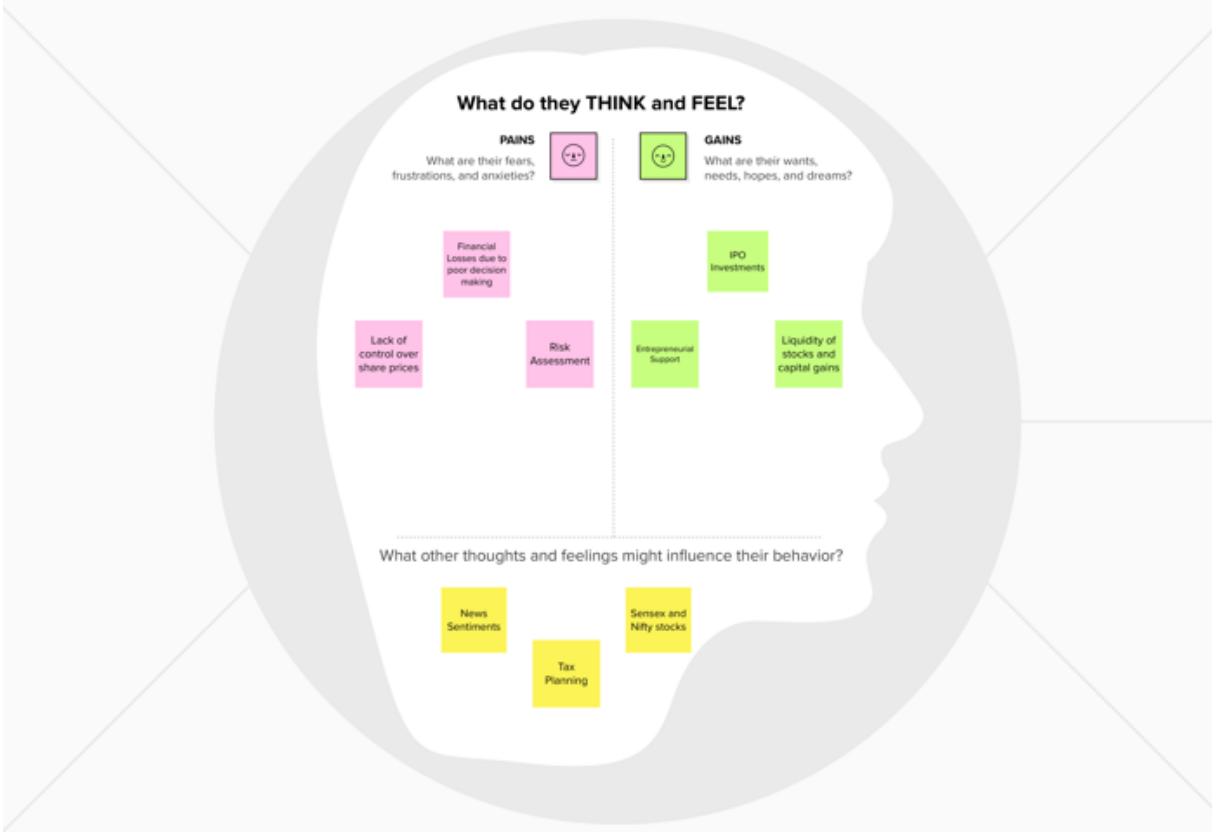 What do they THINK and FEEL?
PAINS
What are their fears,
frustrations, and anxieties?
GAINS
What are their wants,
needs, hopes, and dreams?
Financial
Losses due to
poor decision
making
Lack of
control over
share prices
Risk
Assessment
IPO
Investments
Entrepreneurial
Support
Liquidity of
stocks and
capital gains
What other thoughts and feelings might influence their behavior?
News
Sentiments
Tax
Planning
Sensex and
Nifty stocks